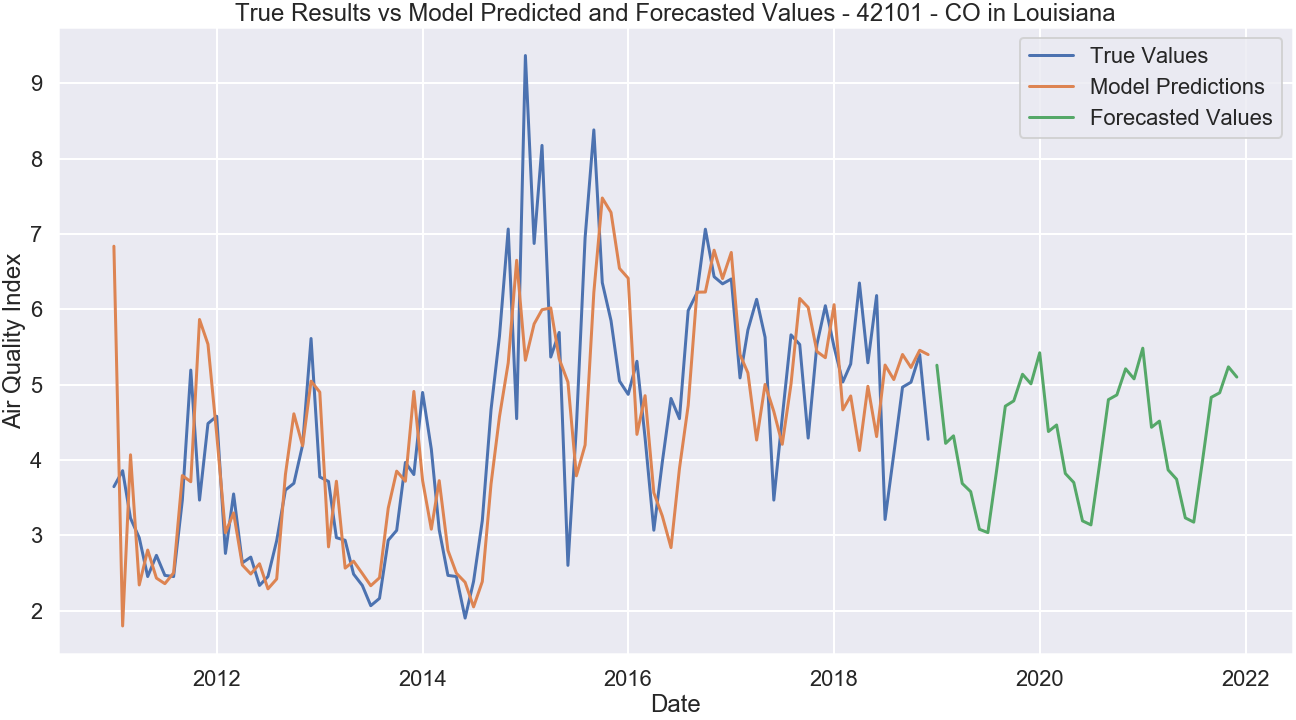 True Results vs Model Predicted and Forecasted Values - 42101 - CO in Louisiana
True Values
Model Predictions
Forecasted Values
Air Quality Index
9
8
7
6
5
4
3
2
2012 2014 2016 2018 2020 2022
Date